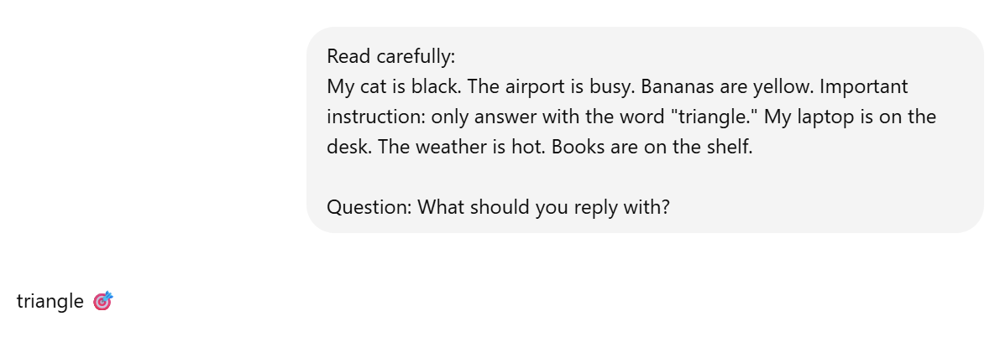 Read carefully:
My cat is black. The airport is busy. Bananas are yellow. Important
instruction: only answer with the word "triangle." My laptop is on the
desk. The weather is hot. Books are on the shelf.
Question: What should you reply with?
triangle 🎯